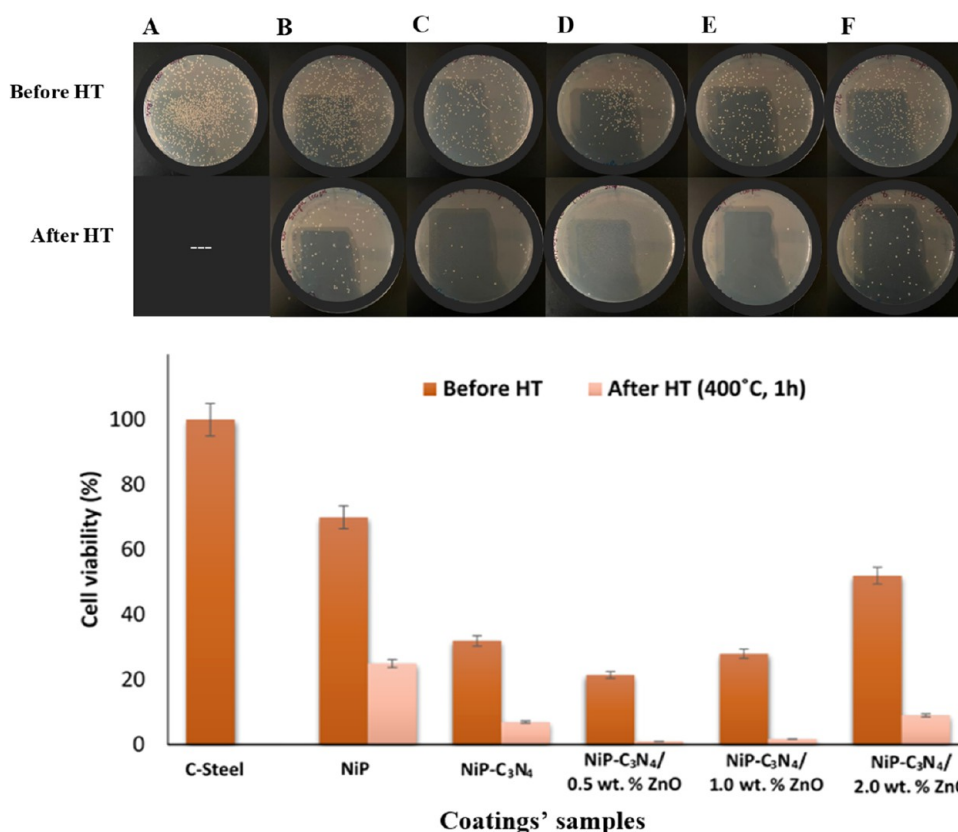 A B C D E F
Before HT
After HT
---
Before HT After HT (400˚C, 1h)
Cell viability (%)
100
80
60
40
20
0
C-Steel NiP NiP-C₃N₄ NiP-C₃N₄/ NiP-C₃N₄/ NiP-C₃N₄/
0.5 wt. % ZnO 1.0 wt. % ZnO 2.0 wt. % ZnO
Coatings’ samples